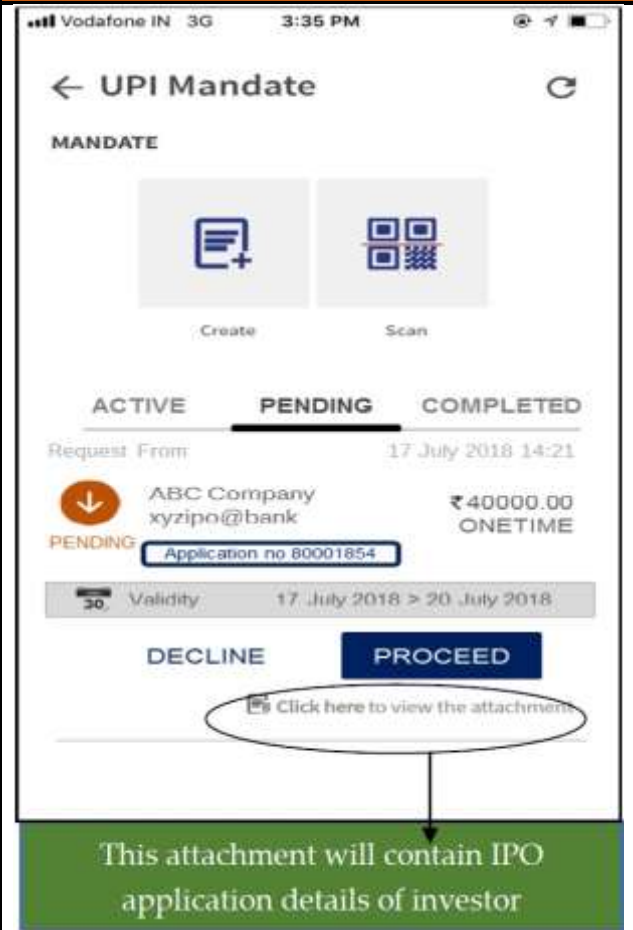 Vodafone IN 3G 3:35 PM
← UPI Mandate
MANDATE
Create Scan
ACTIVE PENDING COMPLETED
Request From 17 July 2018 14:21
ABC Company ₹40000.00
xyzipo@bank ONETIME
PENDING
Application no 80001854
30 Validity 17 July 2018 > 20 July 2018
DECLINE PROCEED
Click here to view the attachment
This attachment will contain IPO
application details of investor